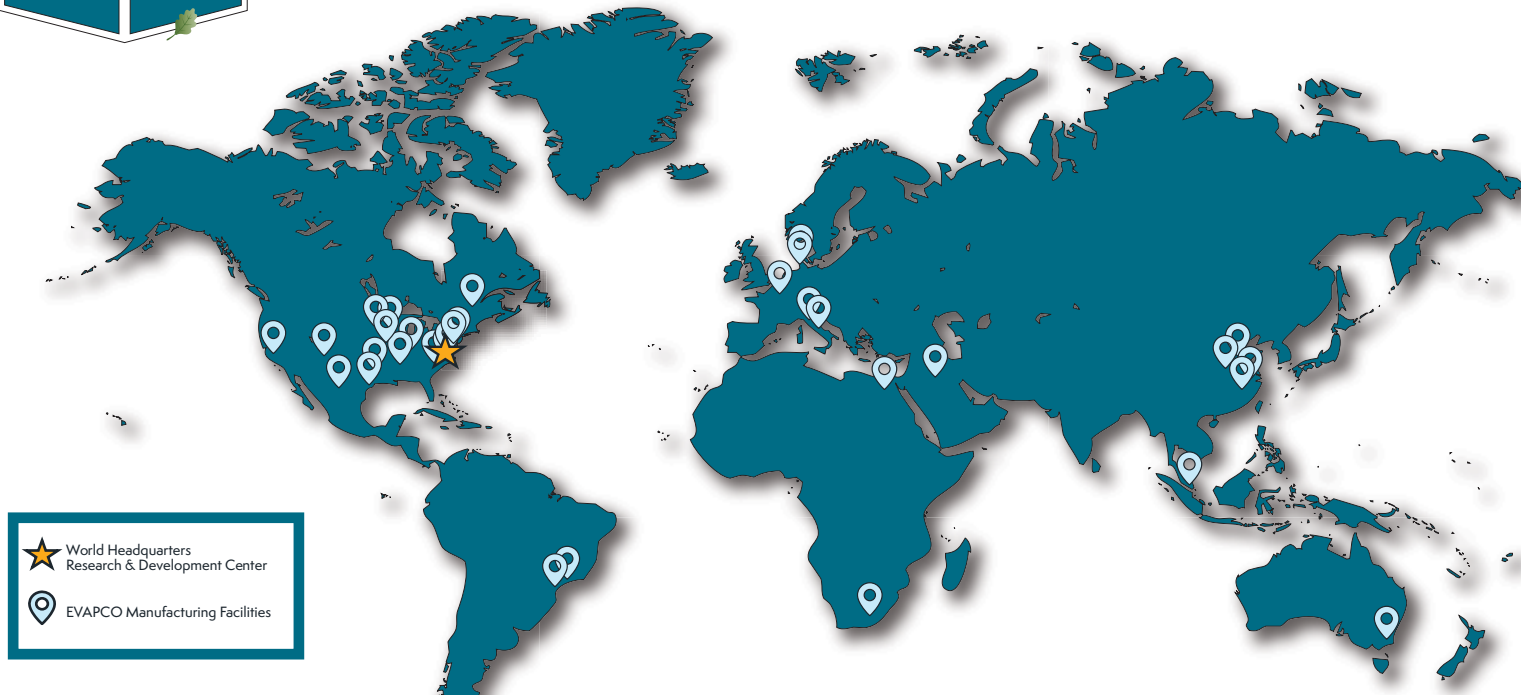 World Headquarters
Research & Development Center
EVAPCO Manufacturing Facilities